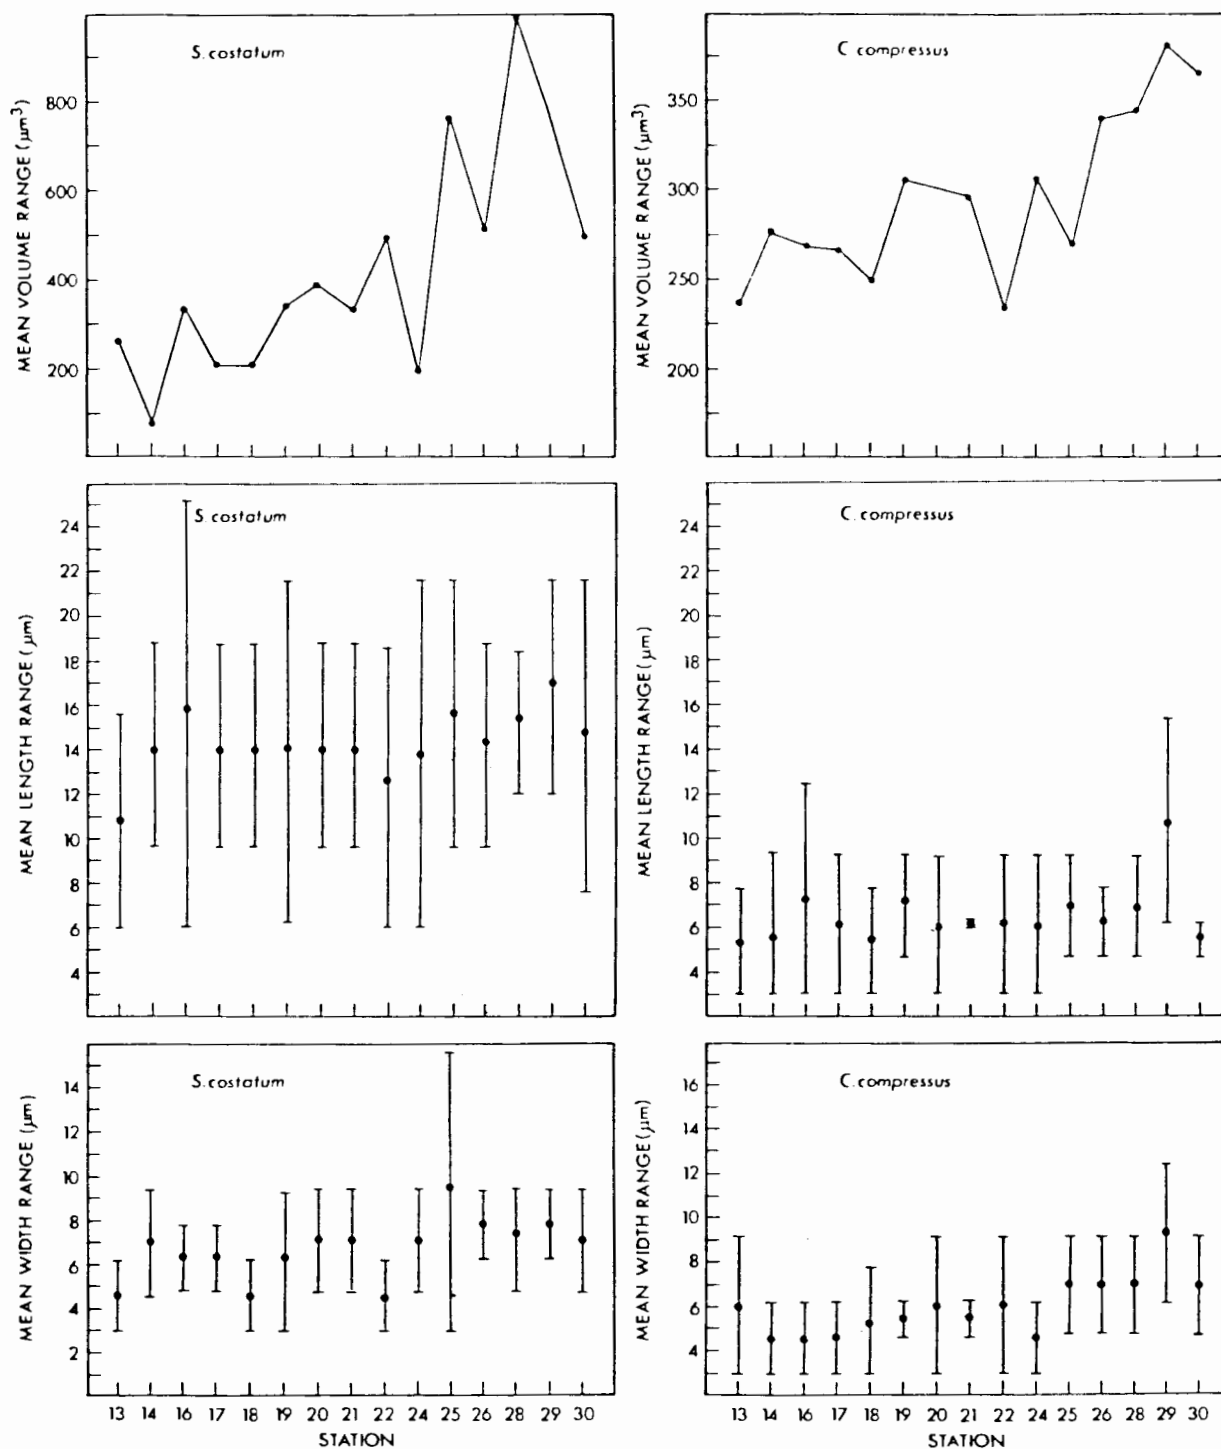 S. costatum
MEAN VOLUME RANGE (μm³)
800
600
400
200
C compressus
MEAN VOLUME RANGE (μm³)
350
300
250
200
S. costatum
MEAN LENGTH RANGE (μm)
24
22
20
18
16
14
12
10
8
6
4
C. compressus
MEAN LENGTH RANGE (μm)
24
22
20
18
16
14
12
10
8
6
4
S. costatum
MEAN WIDTH RANGE (μm)
14
12
10
8
6
4
2
13 14 16 17 18 19 20 21 22 24 25 26 28 29 30
STATION
C. compressus
MEAN WIDTH RANGE (μm)
16
14
12
10
8
6
4
13 14 16 17 18 19 20 21 22 24 25 26 28 29 30
STATION